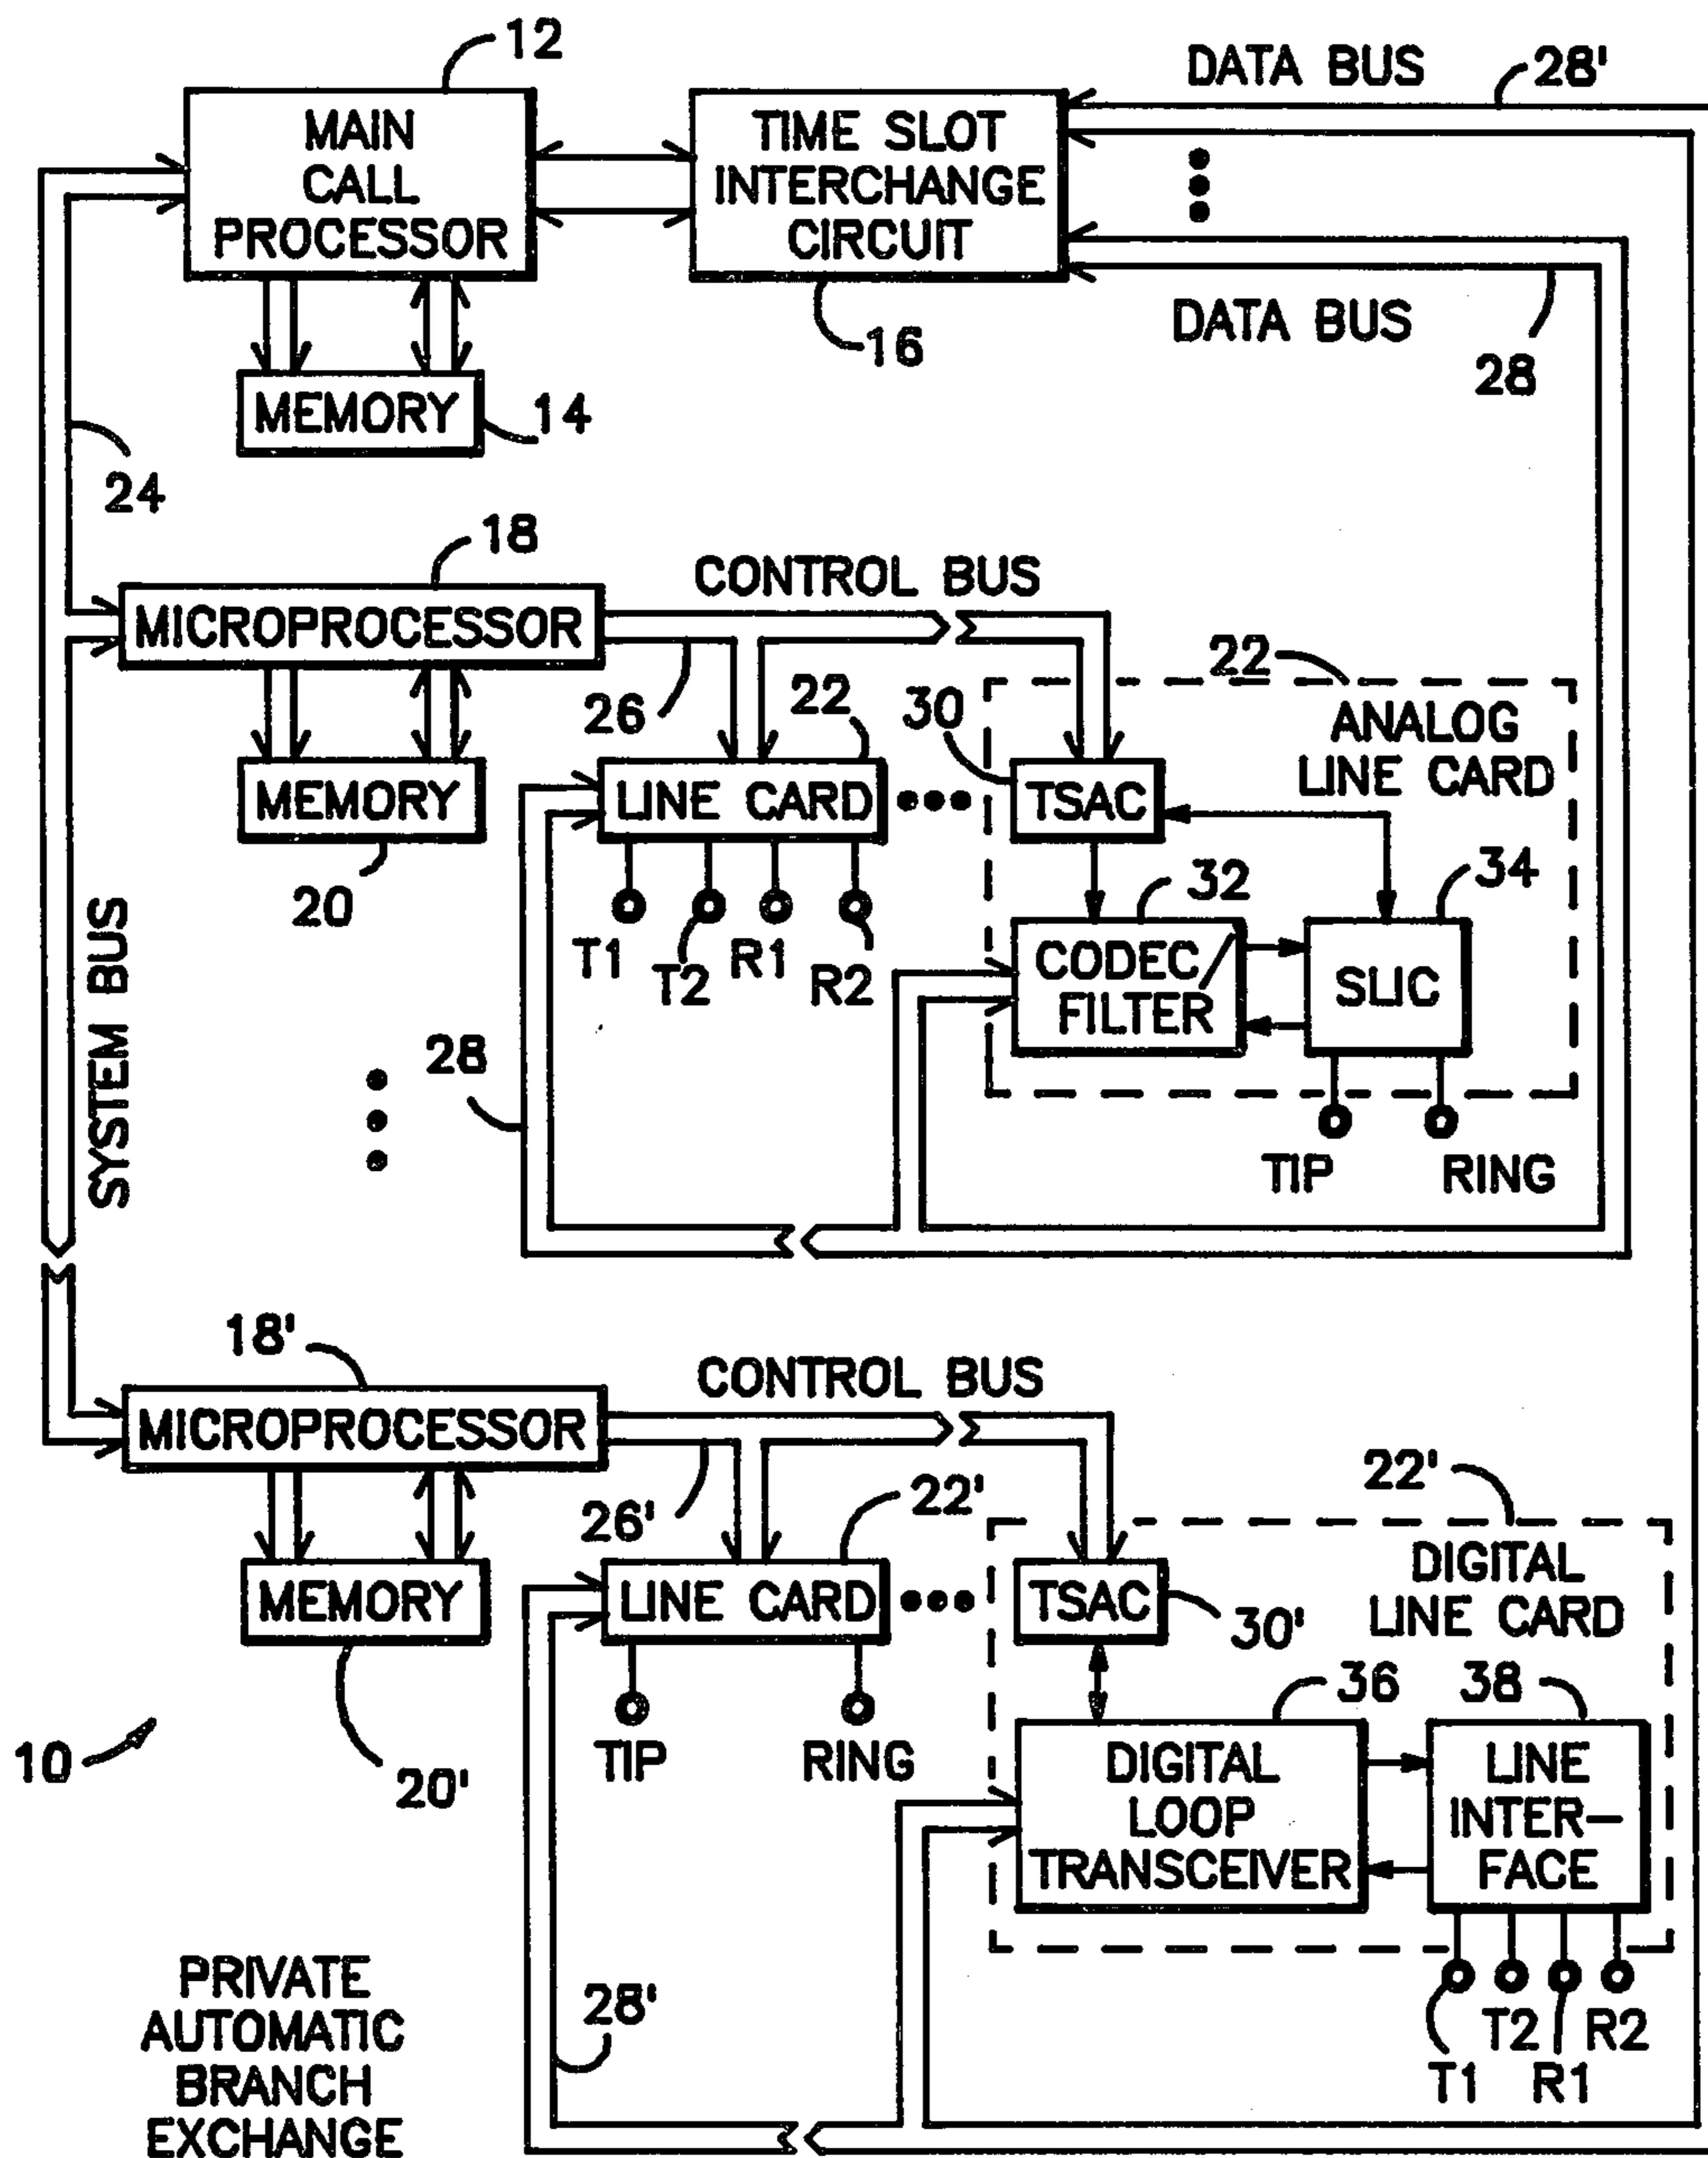 12
MAIN
CALL
PROCESSOR
TIME SLOT
INTERCHANGE
CIRCUIT
16
DATA BUS
28'
DATA BUS
28
MEMORY
14
24
SYSTEM BUS
18
MICROPROCESSOR
CONTROL BUS
26
MEMORY
20
22
LINE CARD
T1
T2
R1
R2
28
22
ANALOG
LINE CARD
30
TSAC
32
CODEC/
FILTER
34
SLIC
TIP
RING
18'
MICROPROCESSOR
CONTROL BUS
26'
MEMORY
20'
22'
LINE CARD
TIP
RING
28'
22'
DIGITAL
LINE CARD
TSAC
30'
36
DIGITAL
LOOP
TRANSCEIVER
38
LINE
INTER-
FACE
T1
T2
R1
R2
10
PRIVATE
AUTOMATIC
BRANCH
EXCHANGE